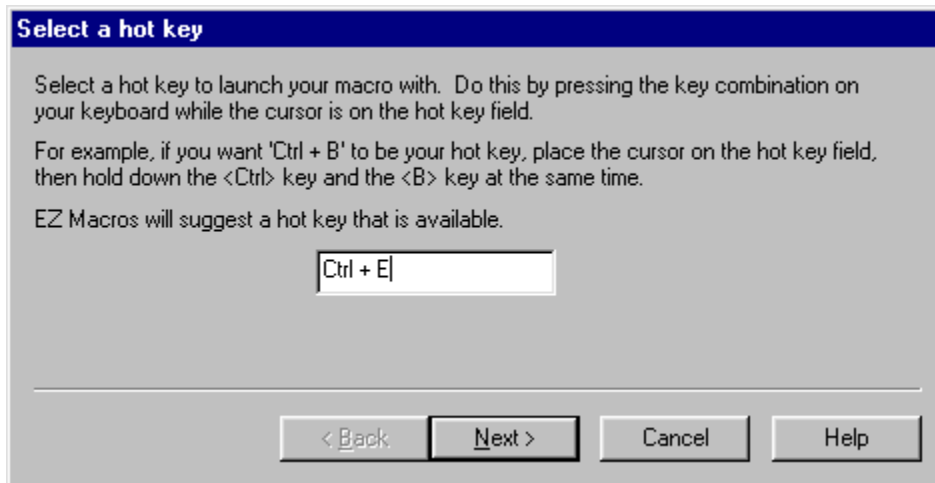 Select a hot key
Select a hot key to launch your macro with.  Do this by pressing the key combination on
your keyboard while the cursor is on the hot key field.
For example, if you want 'Ctrl + B' to be your hot key, place the cursor on the hot key field,
then hold down the <Ctrl> key and the <B> key at the same time.
EZ Macros will suggest a hot key that is available.
Ctrl + E
< Back
Next >
Cancel
Help